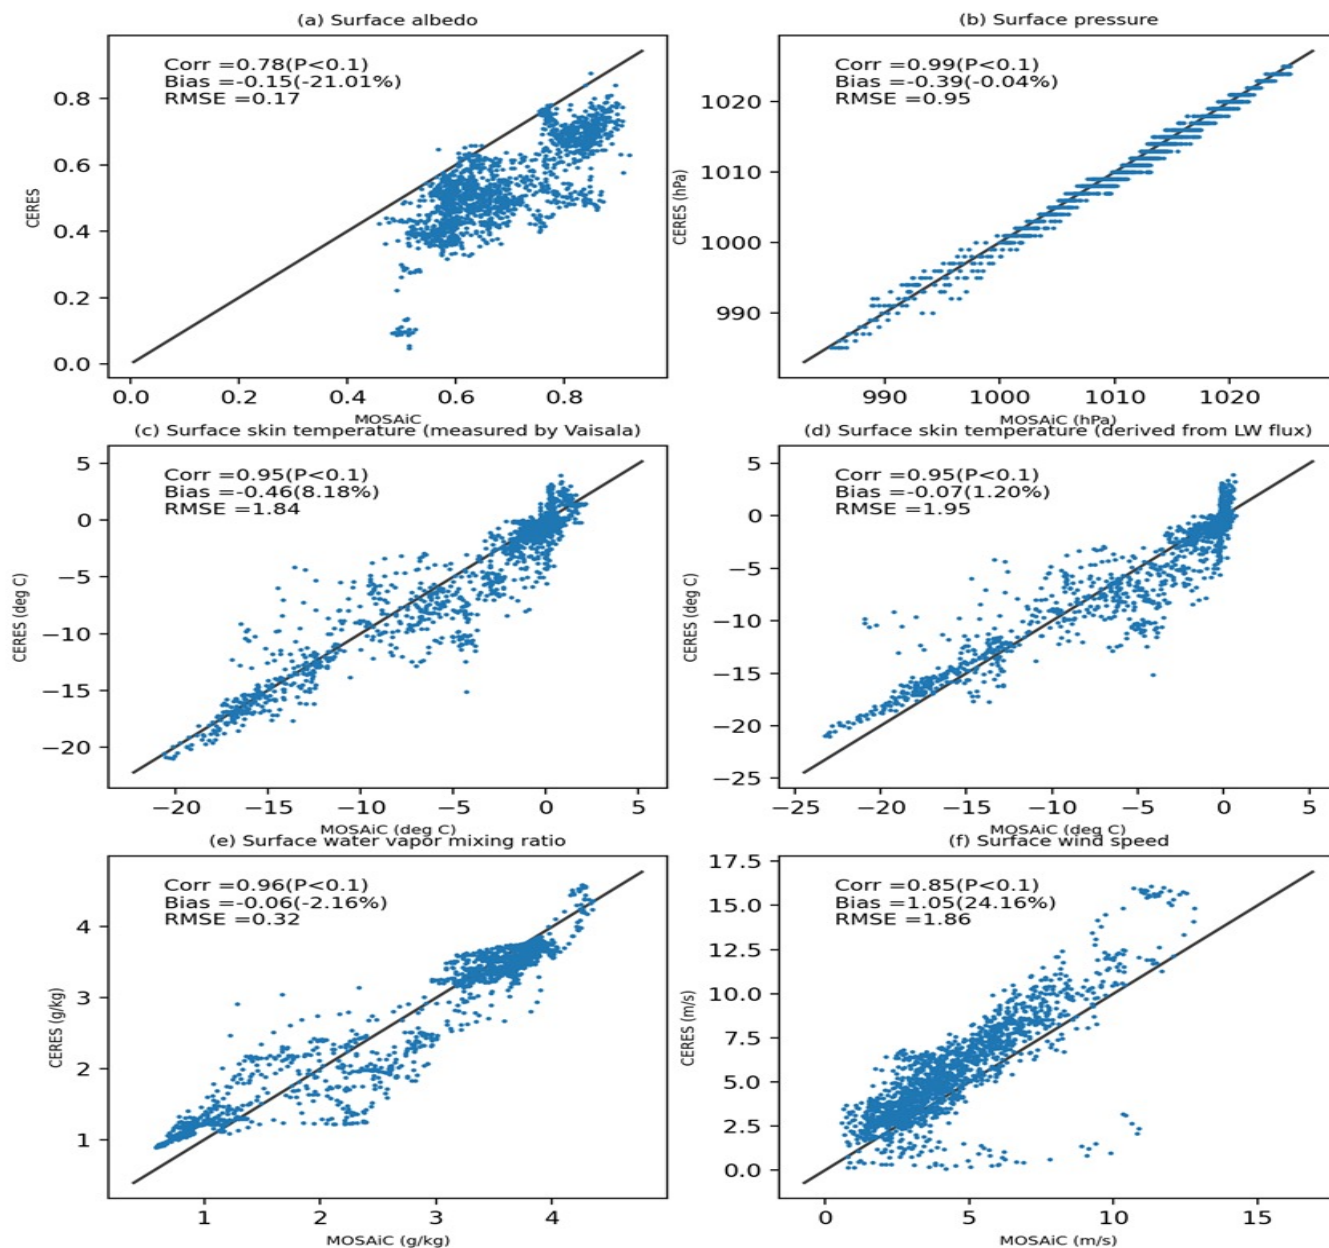 (a) Surface albedo
Corr =0.78(P<0.1)
Bias =-0.15(-21.01%)
RMSE =0.17
CERES
0.8
0.6
0.4
0.2
0.0
0.0 0.2 0.4 0.6 0.8
MOSAiC
(b) Surface pressure
Corr =0.99(P<0.1)
Bias =-0.39(-0.04%)
RMSE =0.95
CERES (hPa)
1020
1010
1000
990
990 1000 1010 1020
MOSAiC (hPa)
(c) Surface skin temperature (measured by Vaisala)
Corr =0.95(P<0.1)
Bias =-0.46(8.18%)
RMSE =1.84
CERES (deg C)
5
0
−5
−10
−15
−20
−20 −15 −10 −5 0 5
MOSAiC (deg C)
(d) Surface skin temperature (derived from LW flux)
Corr =0.95(P<0.1)
Bias =-0.07(1.20%)
RMSE =1.95
CERES (deg C)
5
0
−5
−10
−15
−20
−25
−25 −20 −15 −10 −5 0 5
MOSAiC (deg C)
(e) Surface water vapor mixing ratio
Corr =0.96(P<0.1)
Bias =-0.06(-2.16%)
RMSE =0.32
CERES (g/kg)
4
3
2
1
1 2 3 4
MOSAiC (g/kg)
(f) Surface wind speed
Corr =0.85(P<0.1)
Bias =1.05(24.16%)
RMSE =1.86
CERES (m/s)
17.5
15.0
12.5
10.0
7.5
5.0
2.5
0.0
0 5 10 15
MOSAiC (m/s)